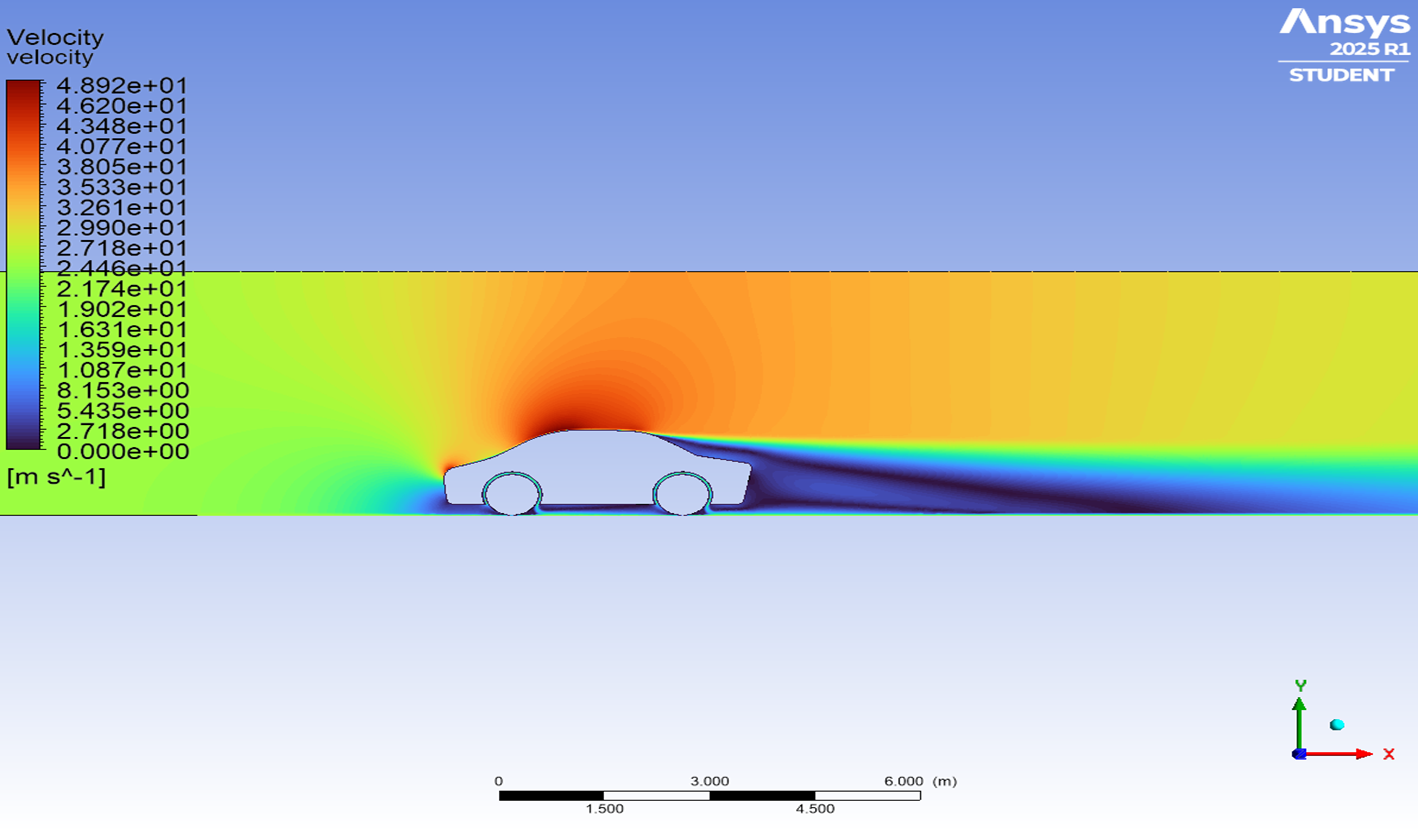 Velocity
velocity
4.892e+01
4.620e+01
4.348e+01
4.077e+01
3.805e+01
3.533e+01
3.261e+01
2.990e+01
2.718e+01
2.446e+01
2.174e+01
1.902e+01
1.631e+01
1.359e+01
1.087e+01
8.153e+00
5.435e+00
2.718e+00
0.000e+00
[m s^-1]
Ansys
2025 R1
STUDENT
Y
X
0 3.000 6.000 (m)
1.500 4.500